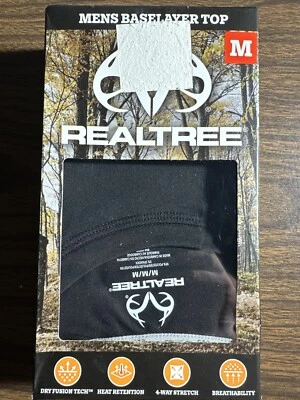 MENS BASELAYER TOP
M
REALTREE
REALTREE
M/M/M
DRY FUSION TECH™
HEAT RETENTION
4-WAY STRETCH
BREATHABILITY